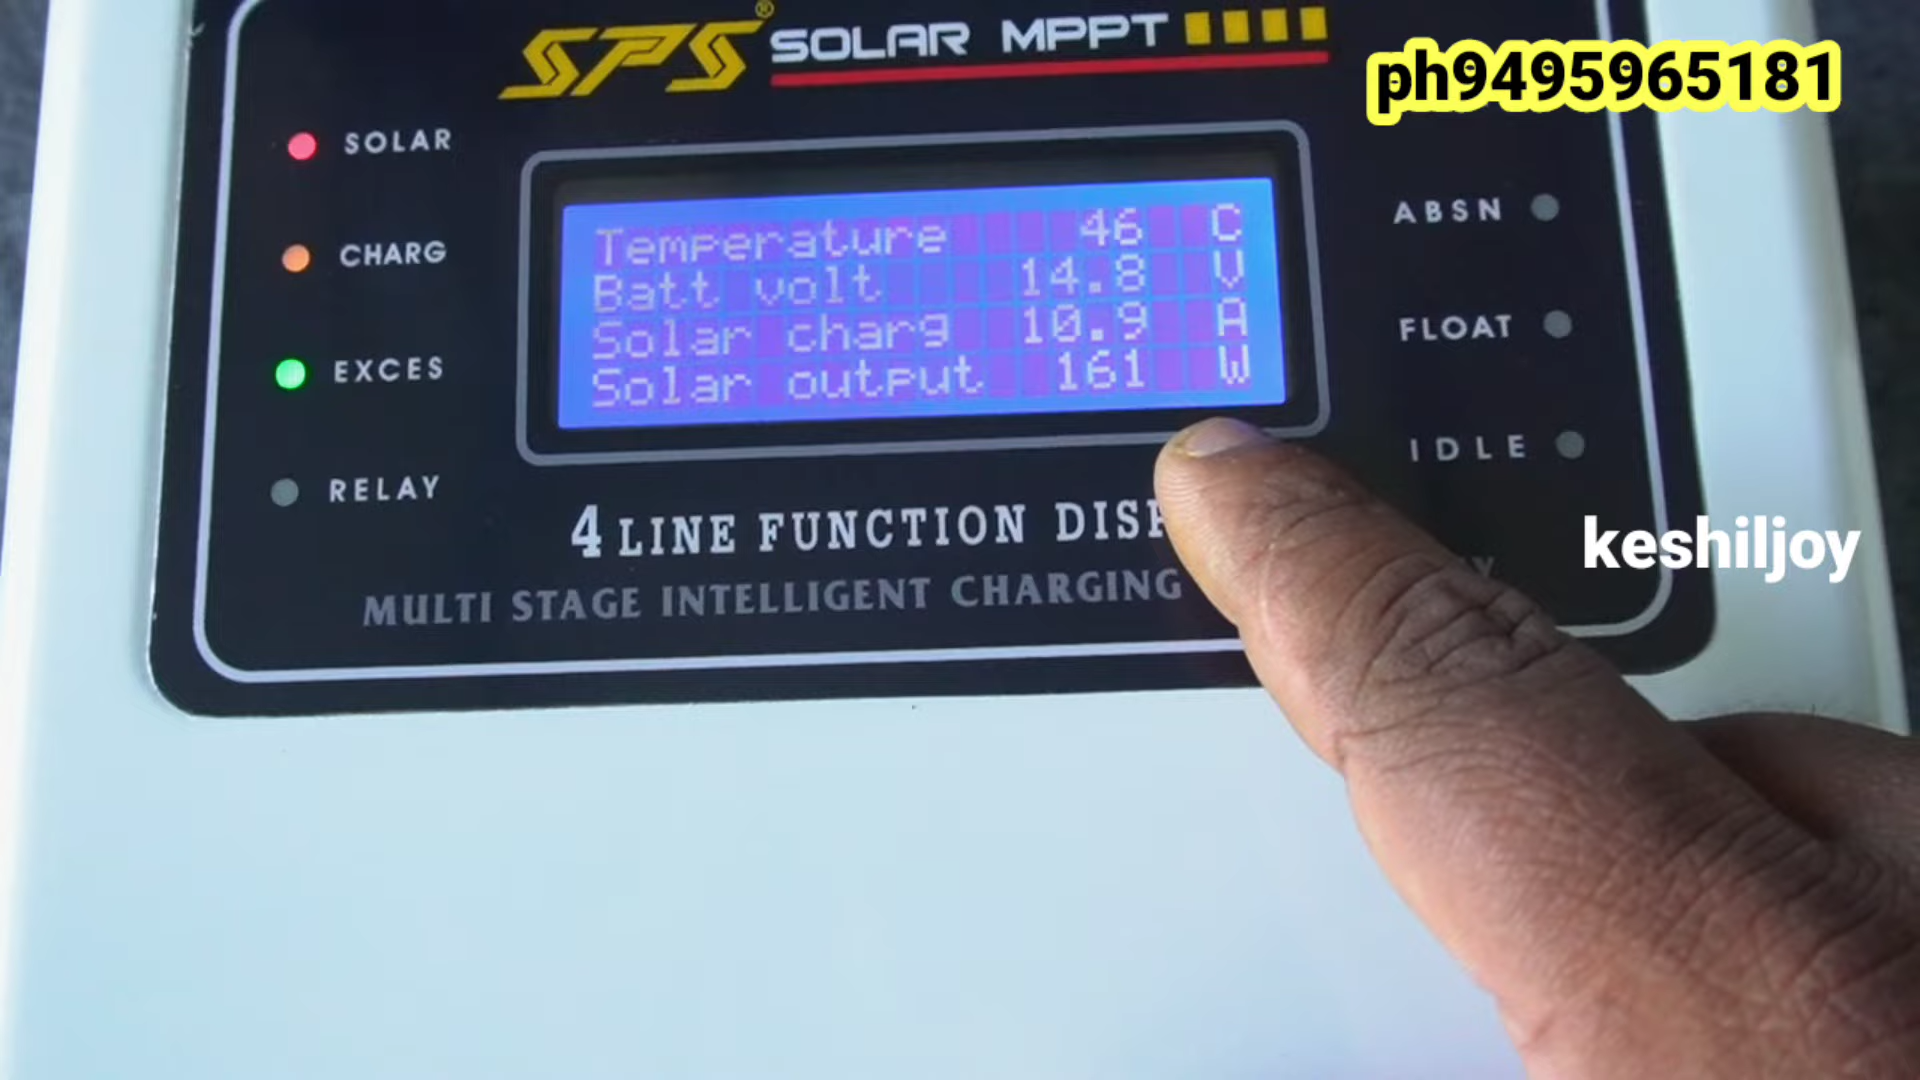 SPS® SOLAR MPPT
ph9495965181
SOLAR
CHARG
EXCES
RELAY
Temperature 46 C
Batt volt 14.8 V
Solar charg 10.9 A
Solar output 161 W
ABSN
FLOAT
IDLE
4 LINE FUNCTION
MULTI STAGE INTELLIGENT CHARGING
keshiljoy